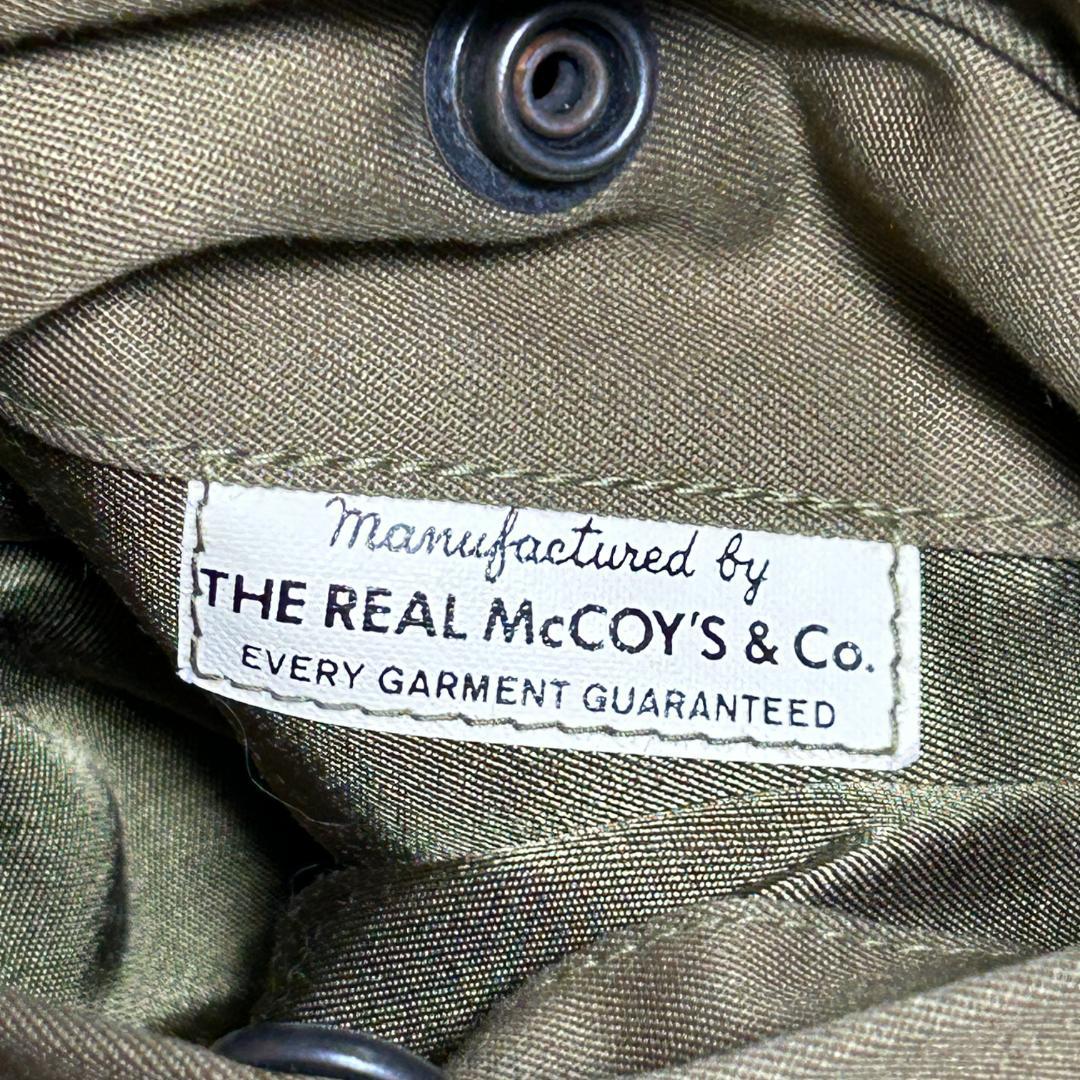 Manufactured by
THE REAL McCOY'S & Co.
EVERY GARMENT GUARANTEED